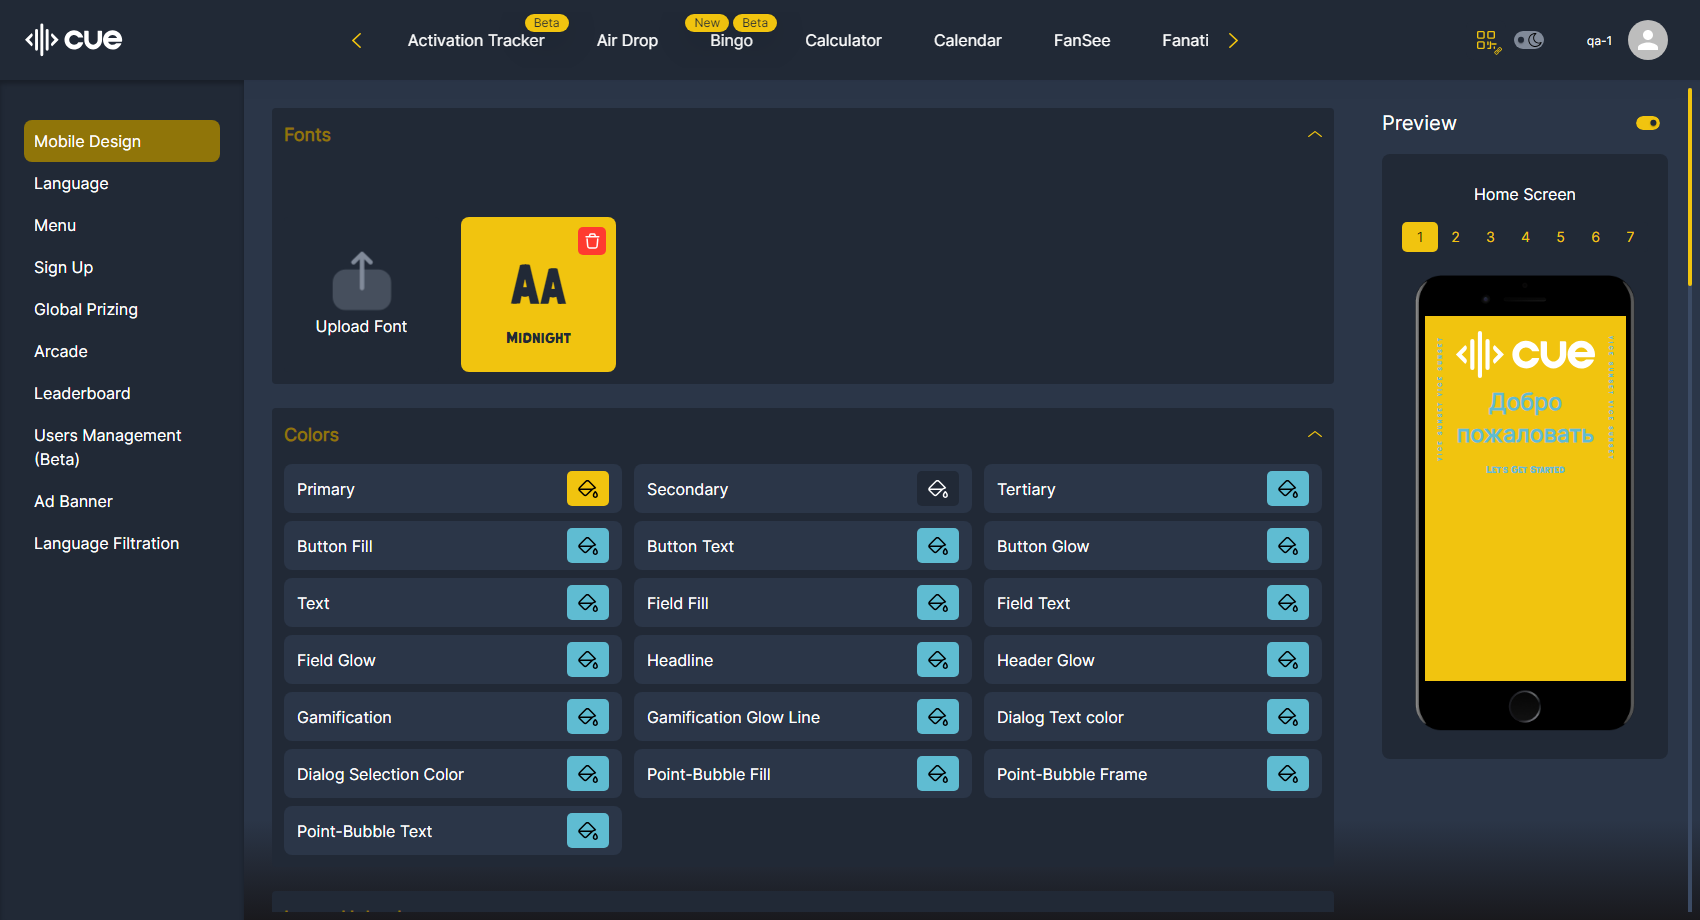 cue
Beta
New
Beta
Activation Tracker
Air Drop
Bingo
Calculator
Calendar
FanSee
Fanati
qa-1
Mobile Design
Language
Menu
Sign Up
Global Prizing
Arcade
Leaderboard
Users Management
(Beta)
Ad Banner
Language Filtration
Fonts
Upload Font
AA
MIDNIGHT
Colors
Primary
Secondary
Tertiary
Button Fill
Button Text
Button Glow
Text
Field Fill
Field Text
Field Glow
Headline
Header Glow
Gamification
Gamification Glow Line
Dialog Text color
Dialog Selection Color
Point-Bubble Fill
Point-Bubble Frame
Point-Bubble Text
Preview
Home Screen
1 2 3 4 5 6 7
cue
Добро
пожаловать
LET'S GET STARTED